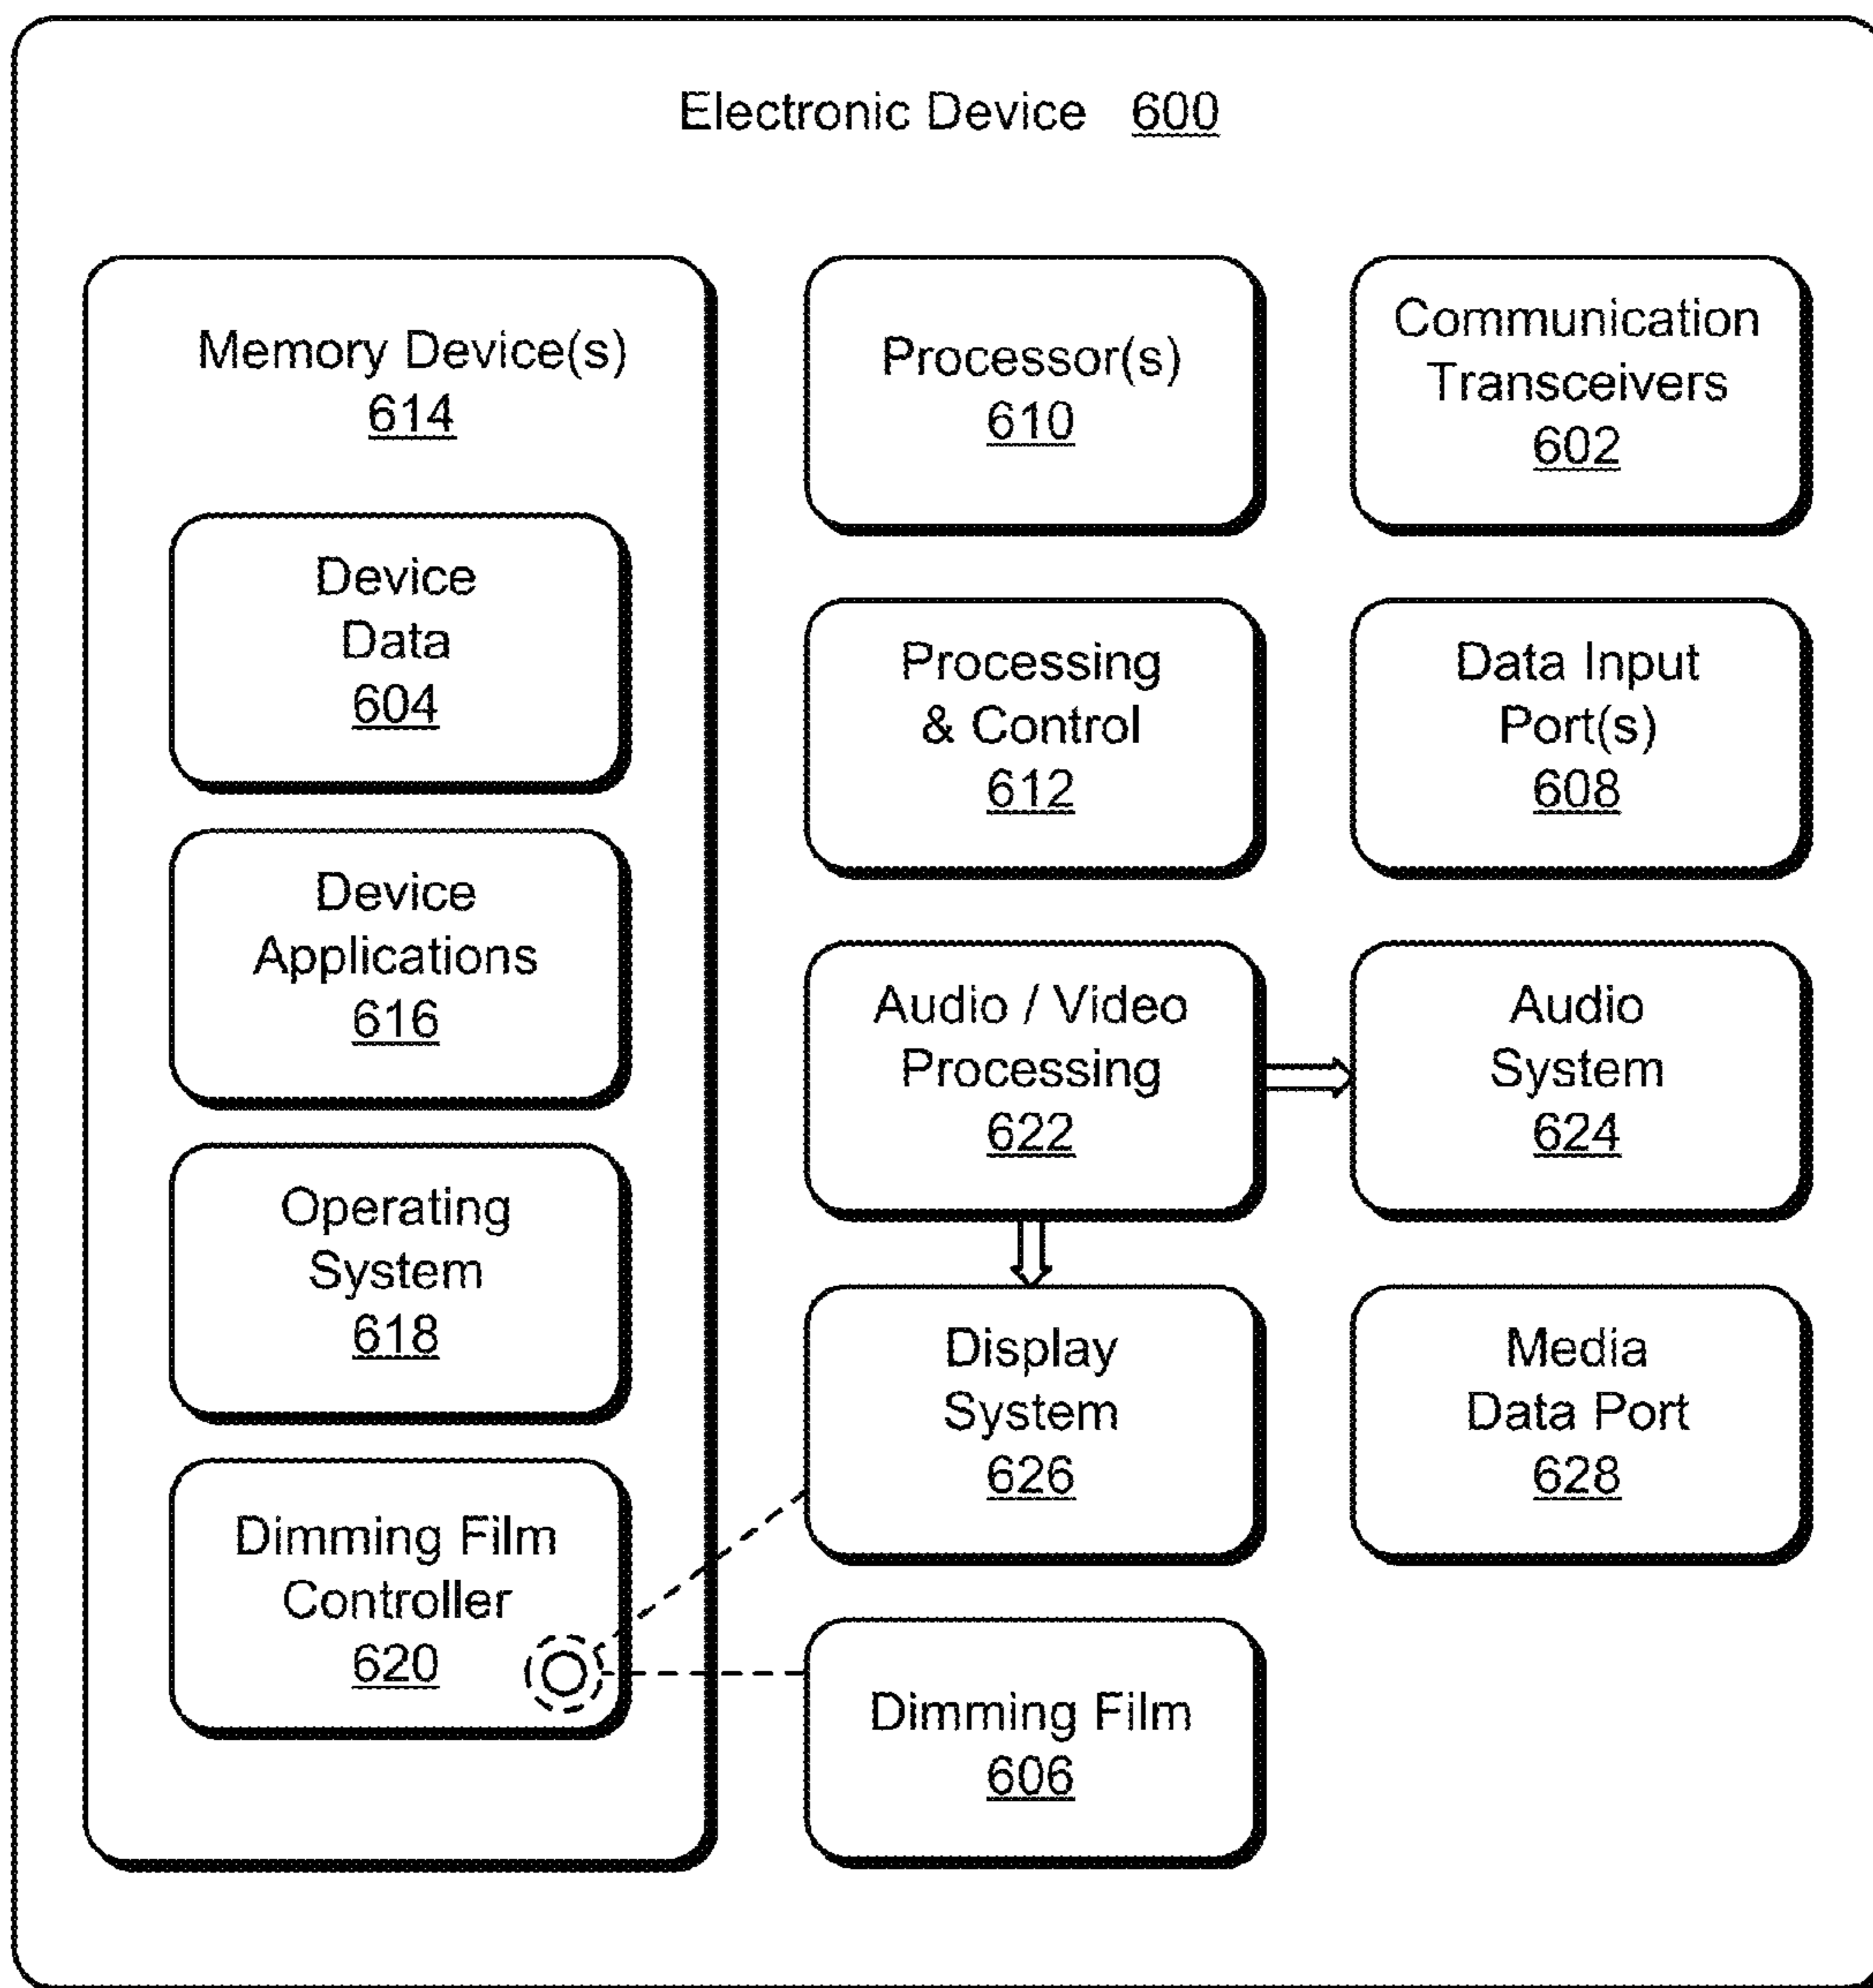 Electronic Device 600
Memory Device(s)
614
Device
Data
604
Device
Applications
616
Operating
System
618
Dimming Film
Controller
620
Processor(s)
610
Processing
& Control
612
Audio / Video
Processing
622
Display
System
626
Dimming Film
606
Communication
Transceivers
602
Data Input
Port(s)
608
Audio
System
624
Media
Data Port
628